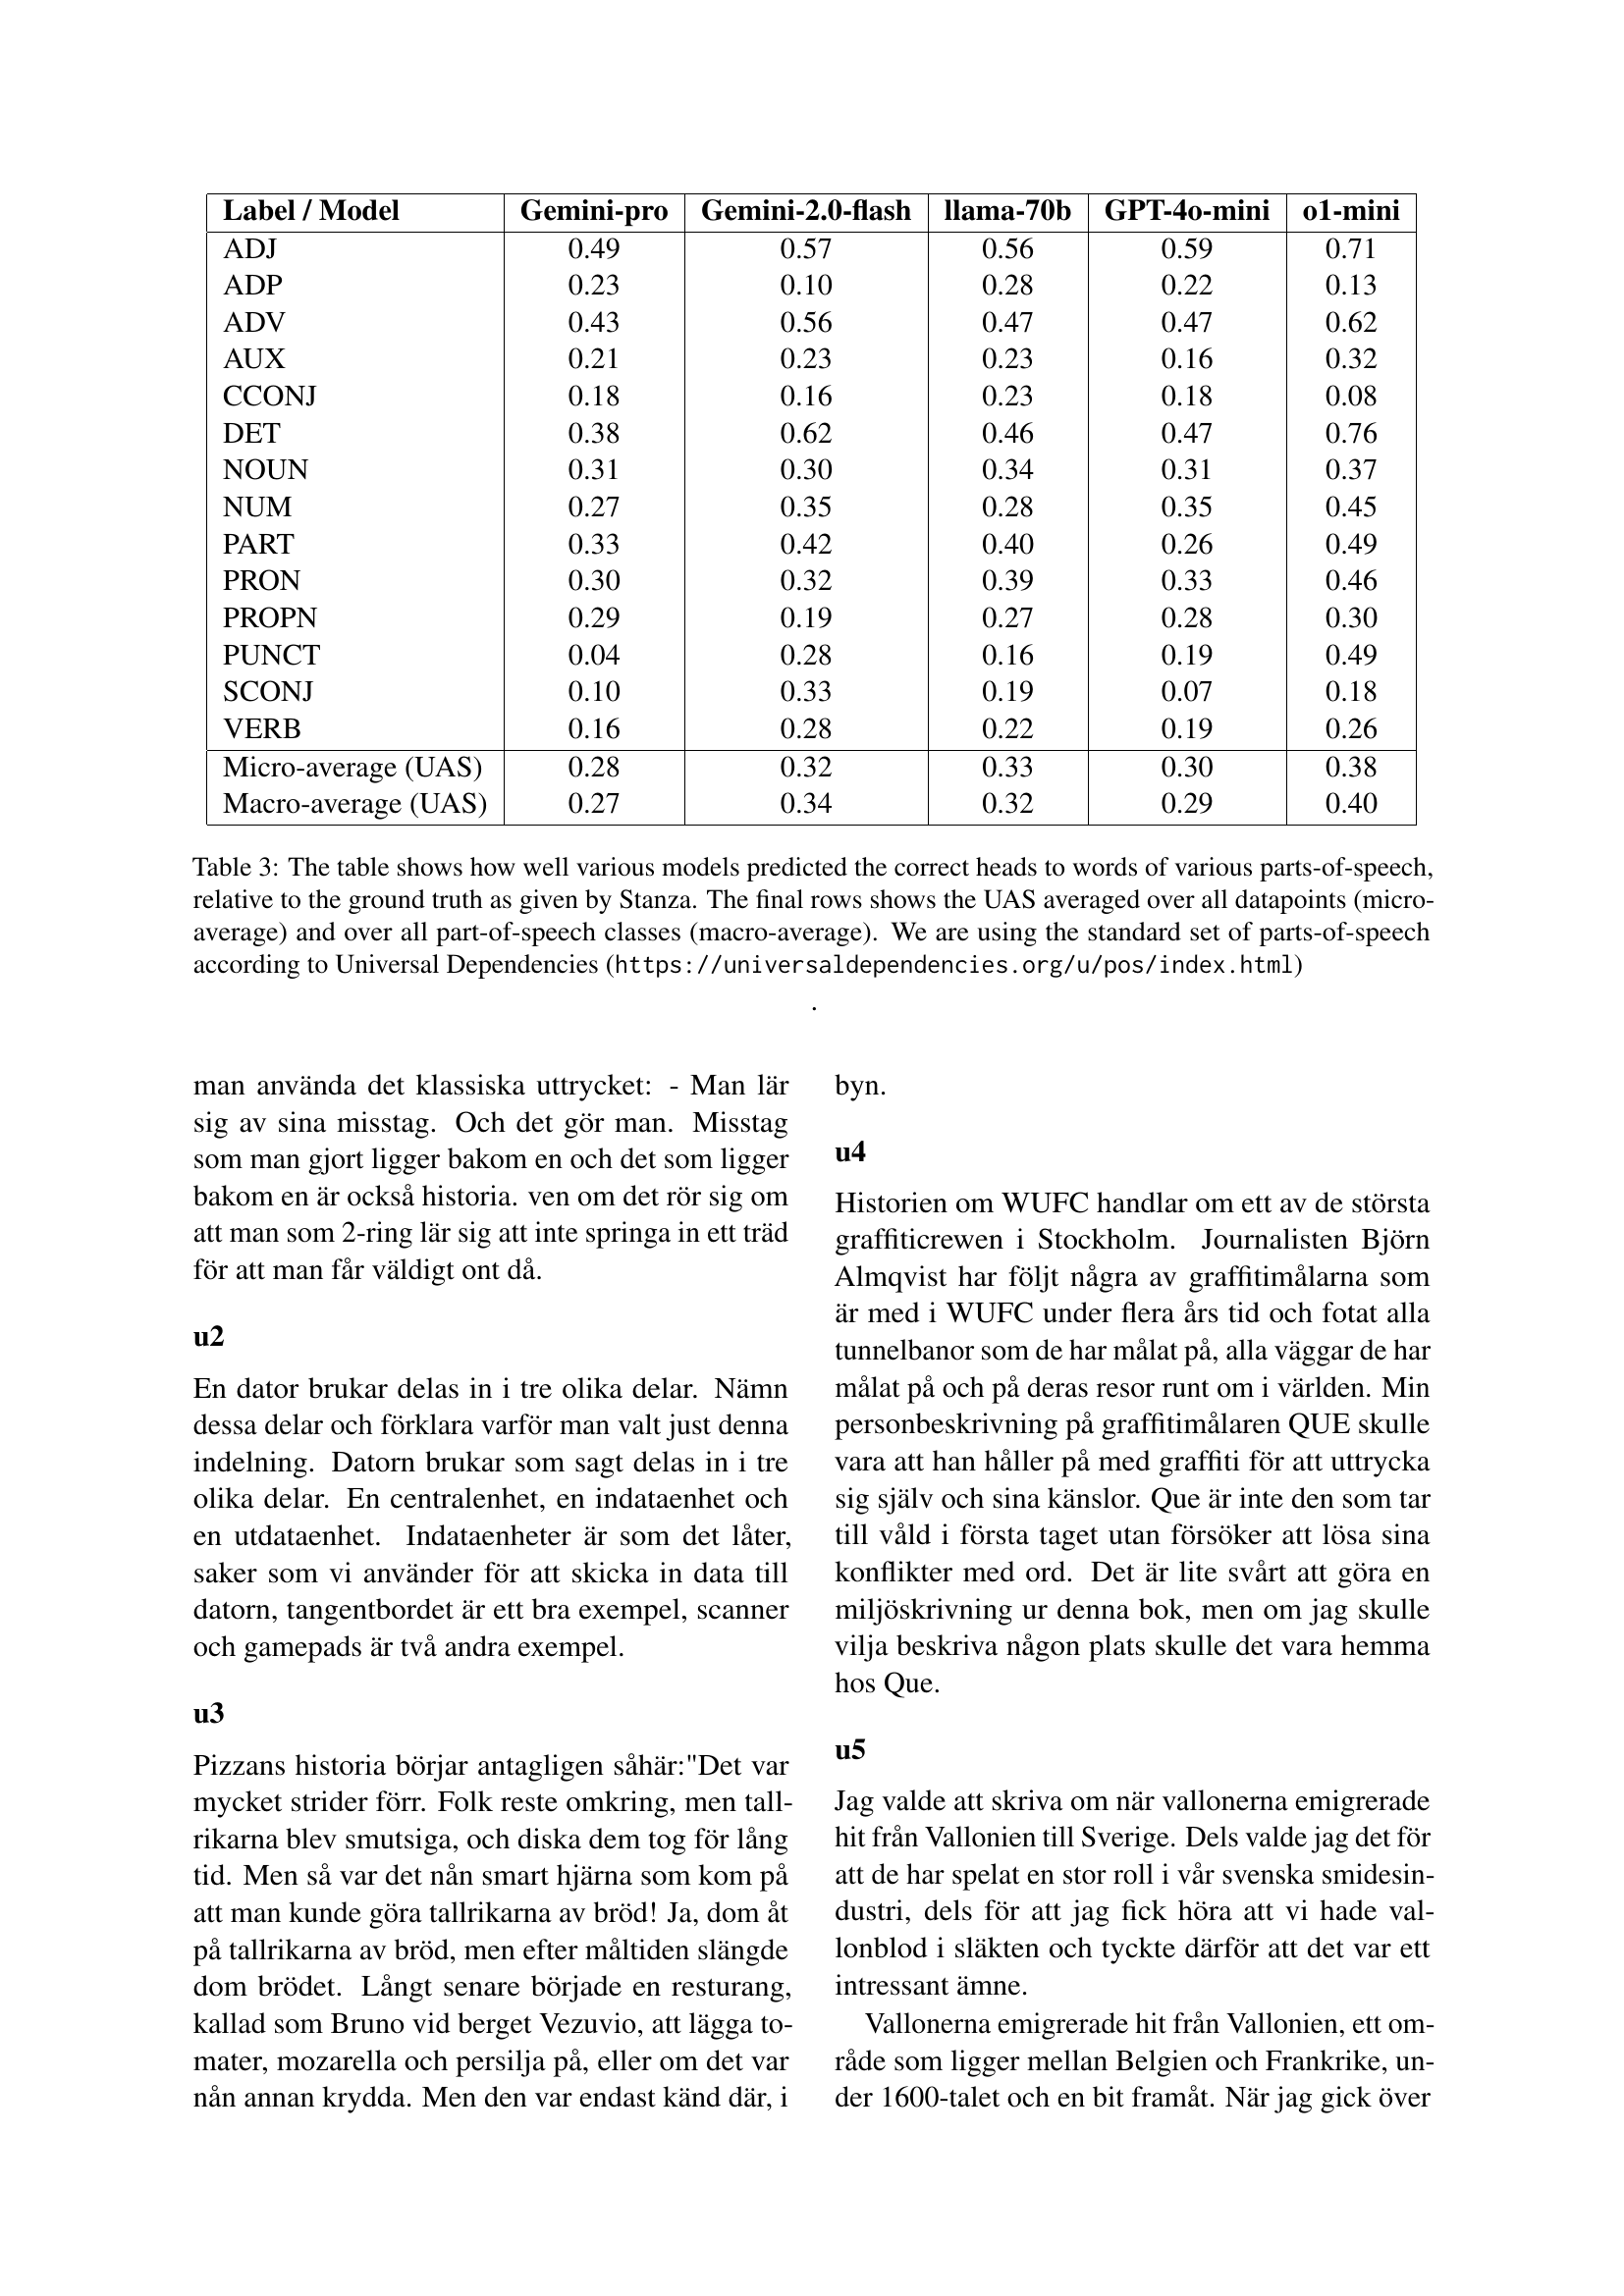 Label / Model Gemini-pro Gemini-2.0-flash llama-70b GPT-4o-mini o1-mini
ADJ 0.49 0.57 0.56 0.59 0.71
ADP 0.23 0.10 0.28 0.22 0.13
ADV 0.43 0.56 0.47 0.47 0.62
AUX 0.21 0.23 0.23 0.16 0.32
CCONJ 0.18 0.16 0.23 0.18 0.08
DET 0.38 0.62 0.46 0.47 0.76
NOUN 0.31 0.30 0.34 0.31 0.37
NUM 0.27 0.35 0.28 0.35 0.45
PART 0.33 0.42 0.40 0.26 0.49
PRON 0.30 0.32 0.39 0.33 0.46
PROPN 0.29 0.19 0.27 0.28 0.30
PUNCT 0.04 0.28 0.16 0.19 0.49
SCONJ 0.10 0.33 0.19 0.07 0.18
VERB 0.16 0.28 0.22 0.19 0.26
Micro-average (UAS) 0.28 0.32 0.33 0.30 0.38
Macro-average (UAS) 0.27 0.34 0.32 0.29 0.40
Table 3: The table shows how well various models predicted the correct heads to words of various parts-of-speech,
relative to the ground truth as given by Stanza. The final rows shows the UAS averaged over all datapoints (micro-
average) and over all part-of-speech classes (macro-average). We are using the standard set of parts-of-speech
according to Universal Dependencies (https://universaldependencies.org/u/pos/index.html)
.
man använda det klassiska uttrycket: - Man lär
sig av sina misstag. Och det gör man. Misstag
som man gjort ligger bakom en och det som ligger
bakom en är också historia. ven om det rör sig om
att man som 2-ring lär sig att inte springa in ett träd
för att man får väldigt ont då.
u2
En dator brukar delas in i tre olika delar. Nämn
dessa delar och förklara varför man valt just denna
indelning. Datorn brukar som sagt delas in i tre
olika delar. En centralenhet, en indataenhet och
en utdataenhet. Indataenheter är som det låter,
saker som vi använder för att skicka in data till
datorn, tangentbordet är ett bra exempel, scanner
och gamepads är två andra exempel.
u3
Pizzans historia börjar antagligen såhär:"Det var
mycket strider förr. Folk reste omkring, men tall-
rikarna blev smutsiga, och diska dem tog för lång
tid. Men så var det nån smart hjärna som kom på
att man kunde göra tallrikarna av bröd! Ja, dom åt
på tallrikarna av bröd, men efter måltiden slängde
dom brödet. Långt senare började en resturang,
kallad som Bruno vid berget Vezuvio, att lägga to-
mater, mozarella och persilja på, eller om det var
nån annan krydda. Men den var endast känd där, i
byn.
u4
Historien om WUFC handlar om ett av de största
graffiticrewen i Stockholm. Journalisten Björn
Almqvist har följt några av graffitimålarna som
är med i WUFC under flera års tid och fotat alla
tunnelbanor som de har målat på, alla väggar de har
målat på och på deras resor runt om i världen. Min
personbeskrivning på graffitimålaren QUE skulle
vara att han håller på med graffiti för att uttrycka
sig själv och sina känslor. Que är inte den som tar
till våld i första taget utan försöker att lösa sina
konflikter med ord. Det är lite svårt att göra en
miljöskrivning ur denna bok, men om jag skulle
vilja beskriva någon plats skulle det vara hemma
hos Que.
u5
Jag valde att skriva om när vallonerna emigrerade
hit från Vallonien till Sverige. Dels valde jag det för
att de har spelat en stor roll i vår svenska smidesin-
dustri, dels för att jag fick höra att vi hade val-
lonblod i släkten och tyckte därför att det var ett
intressant ämne.
Vallonerna emigrerade hit från Vallonien, ett om-
råde som ligger mellan Belgien och Frankrike, un-
der 1600-talet och en bit framåt. När jag gick över